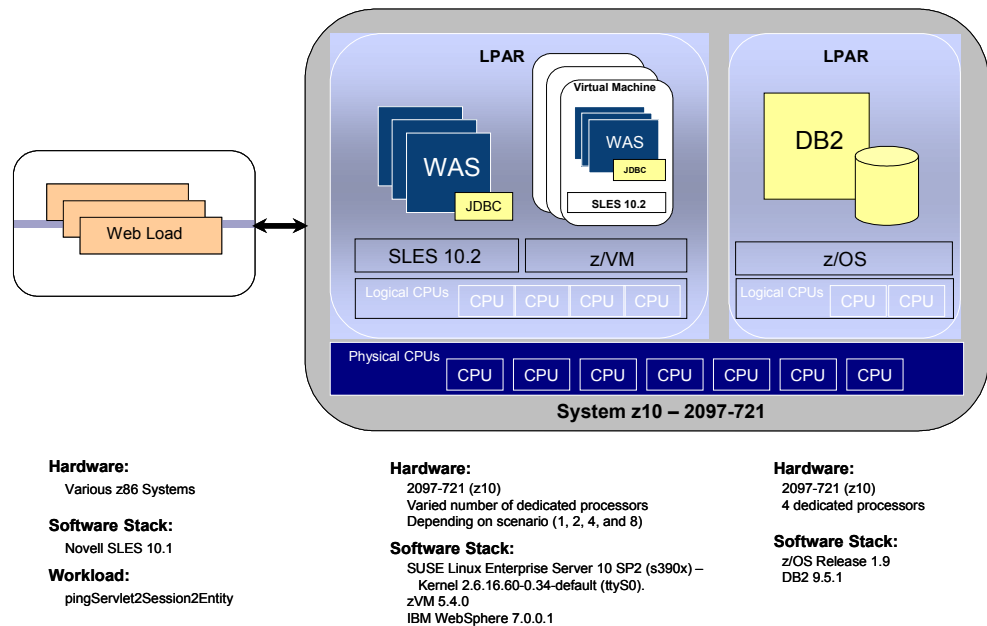 LPAR
LPAR
Virtual Machine
WAS
JDBC
SLES 10.2
WAS
JDBC
DB2
Web Load
SLES 10.2
z/VM
z/OS
Logical CPUs
CPU
CPU
CPU
CPU
Logical CPUs
CPU
CPU
Physical CPUs
CPU
CPU
CPU
CPU
CPU
CPU
CPU
System z10 – 2097-721
Hardware:
Various z86 Systems
Software Stack:
Novell SLES 10.1
Workload:
pingServlet2Session2Entity
Hardware:
2097-721 (z10)
Varied number of dedicated processors
Depending on scenario (1, 2, 4, and 8)
Software Stack:
SUSE Linux Enterprise Server 10 SP2 (s390x) –
Kernel 2.6.16.60-0.34-default (ttyS0).
zVM 5.4.0
IBM WebSphere 7.0.0.1
Hardware:
2097-721 (z10)
4 dedicated processors
Software Stack:
z/OS Release 1.9
DB2 9.5.1